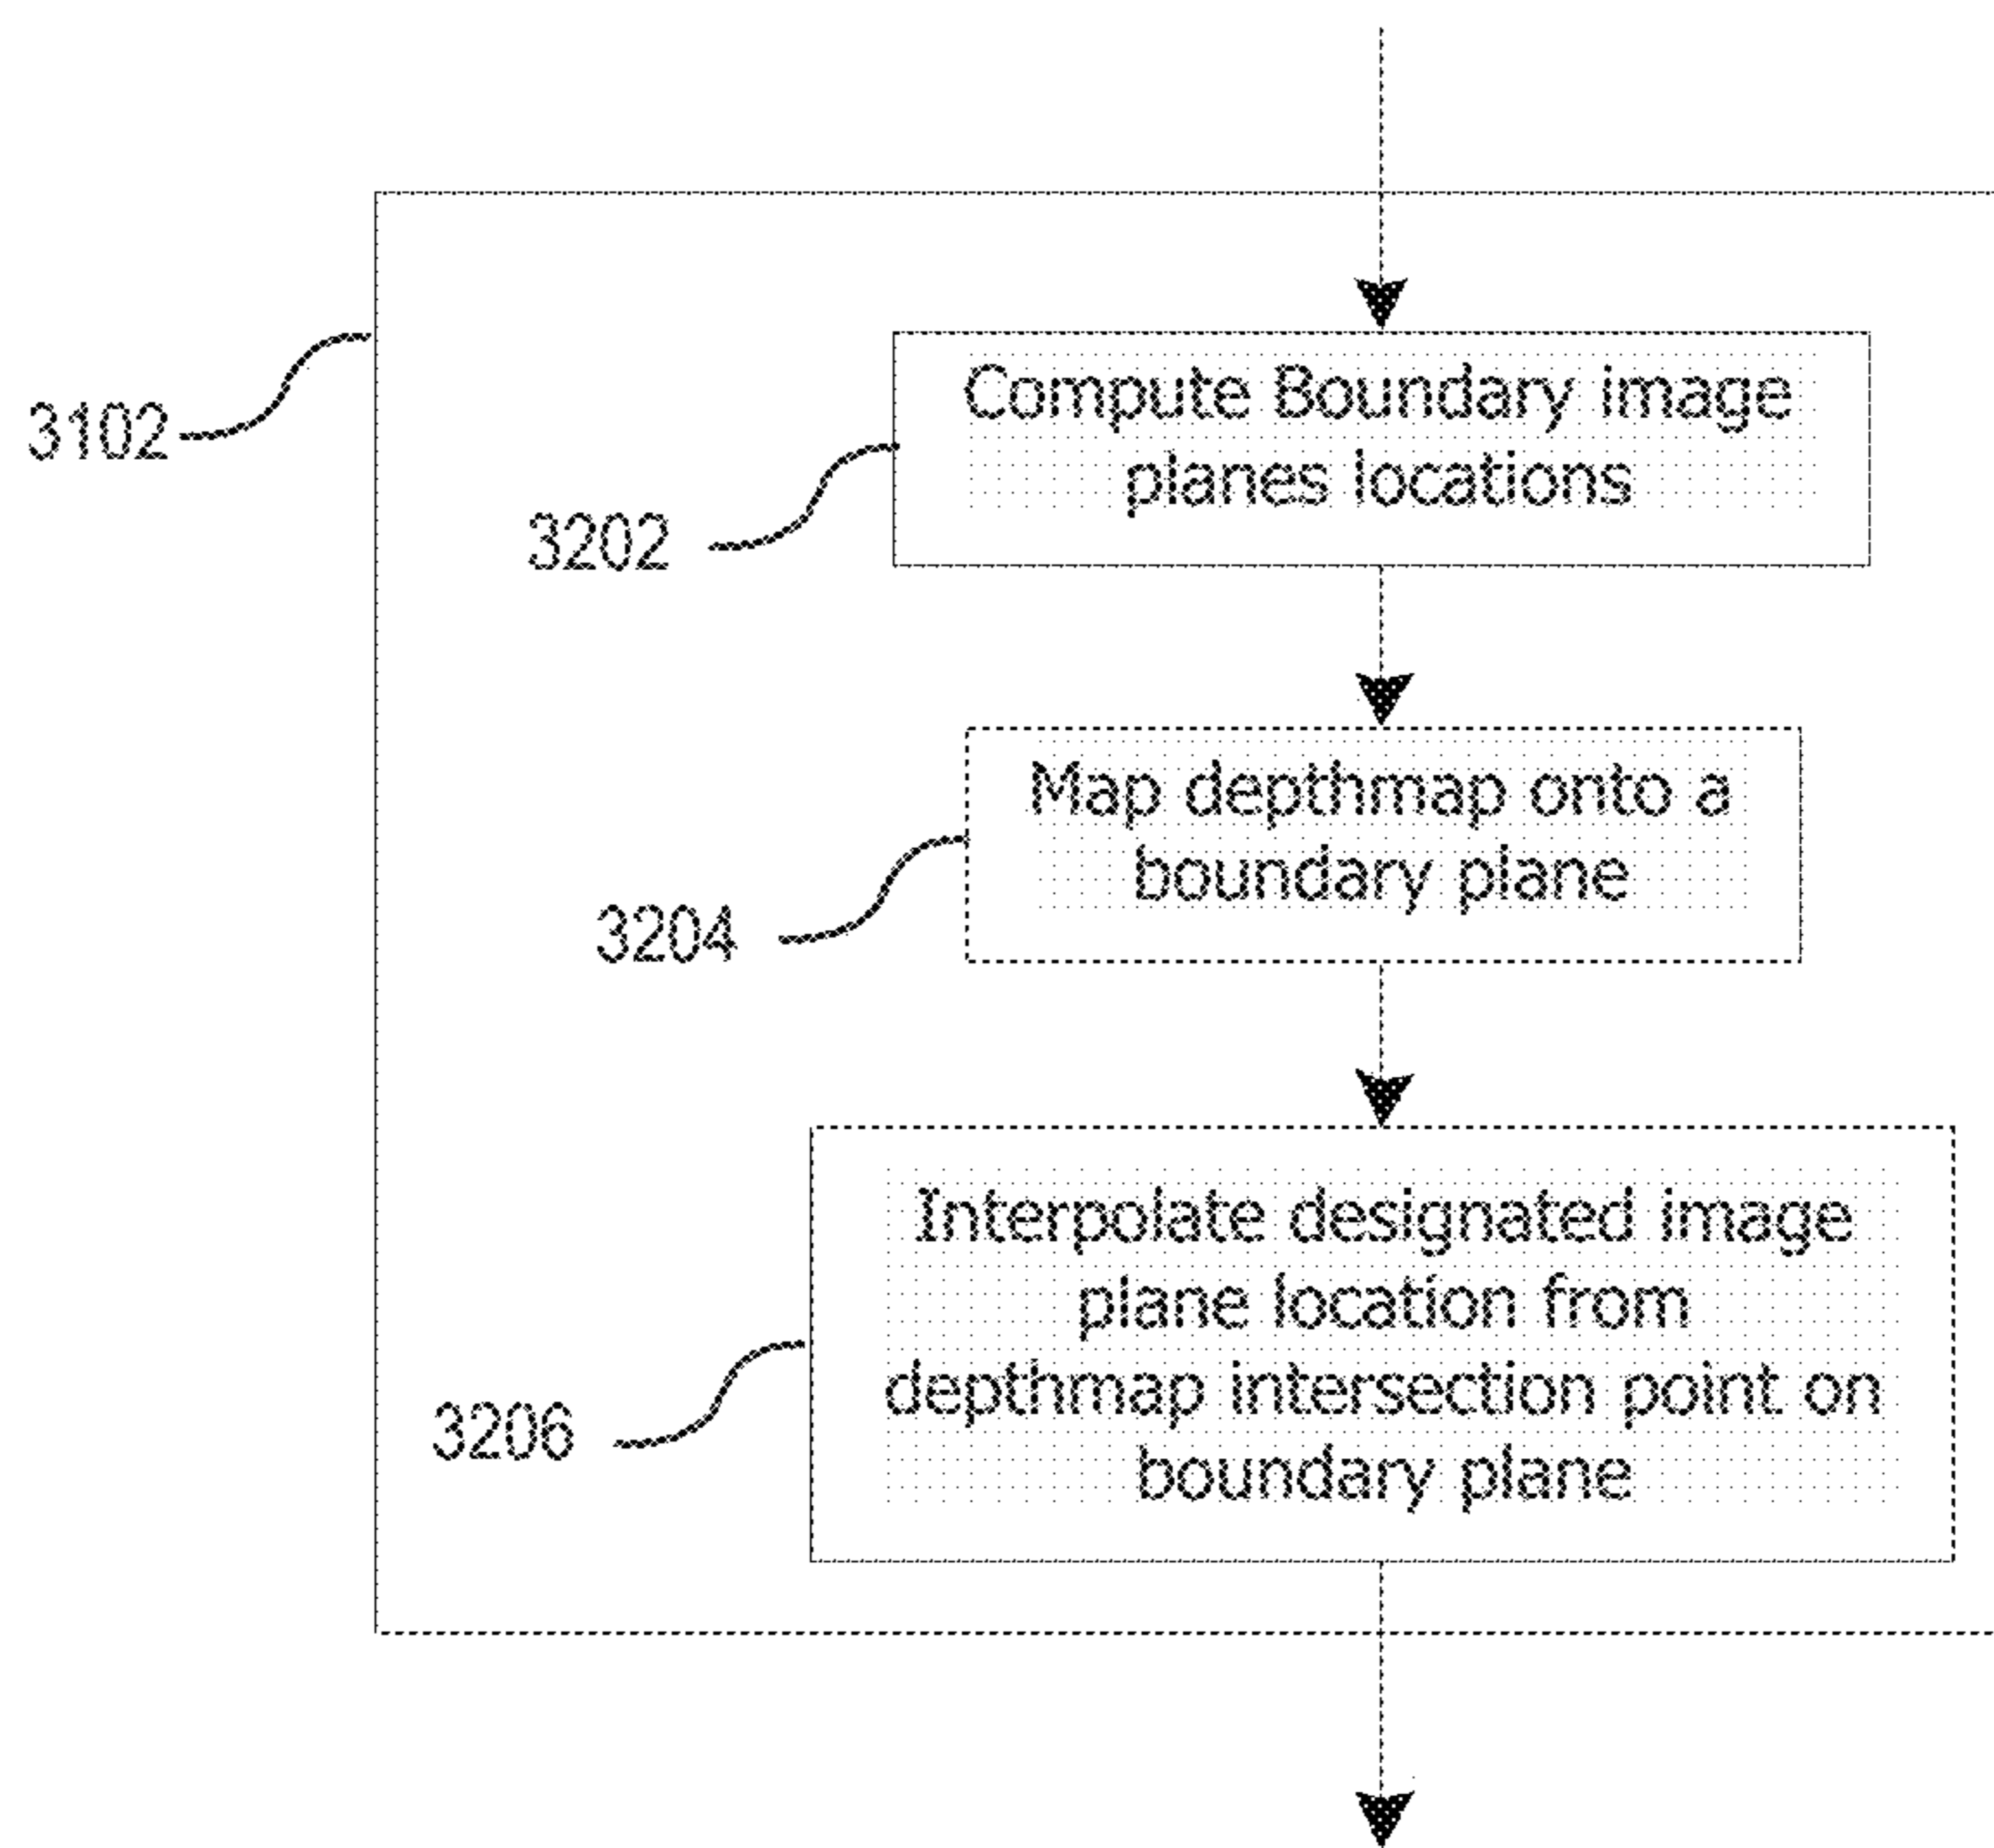 Compute Boundary image
planes locations
3102
3202
Map depthmap onto a
boundary plane
3204
Interpolate designated image
plane location from
depthmap intersection point on
boundary plane
3206